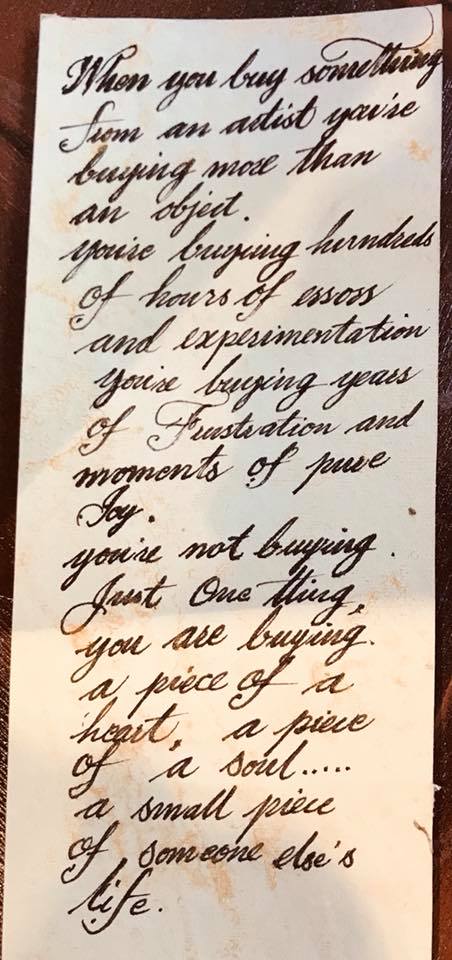 When you buy something
from an artist you're
buying more than
an object.
you're buying hundreds
of hours of errors
and experimentation
you're buying years
of Frustration and
moments of pure
Joy.
you're not buying.
Just One thing,
you are buying.
a piece of a
heart, a piece
of a soul.....
a small piece
of someone else's
life.